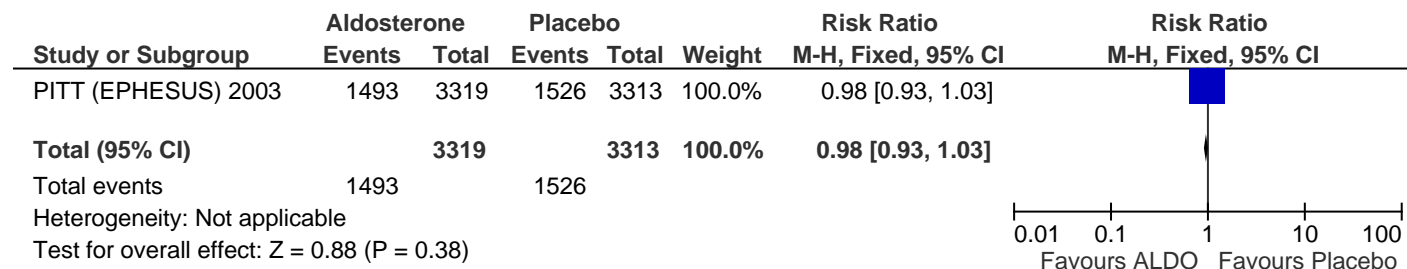 Aldosterone Placebo Risk Ratio Risk Ratio
Study or Subgroup Events Total Events Total Weight M-H, Fixed, 95% CI M-H, Fixed, 95% CI
PITT (EPHESUS) 2003 1493 3319 1526 3313 100.0% 0.98 [0.93, 1.03]
Total (95% CI) 3319 3313 100.0% 0.98 [0.93, 1.03]
Total events 1493 1526
Heterogeneity: Not applicable
Test for overall effect: Z = 0.88 (P = 0.38)
0.01 0.1 1 10 100
Favours ALDO Favours Placebo